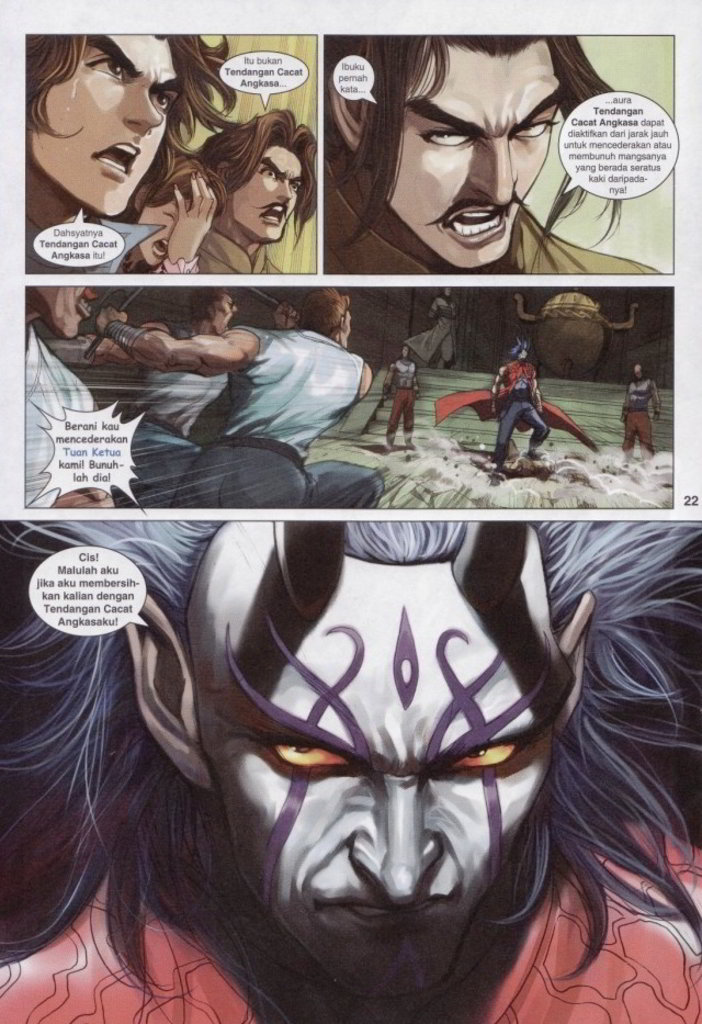 Itu bukan
Tendangan Cacat
Angkasa...
Dahsyatnya
Tendangan Cacat
Angkasa itu!
Ibuku
pernah
kata...
...aura
Tendangan
Cacat Angkasa dapat
diaktifkan dari jarak jauh
untuk mencederakan atau
membunuh mangsanya
yang berada seratus
kaki daripada-
nya!
Berani kau
mencederakan
Tuan Ketua
kami! Bunuh-
lah dia!
22
Cis!
Malulah aku
jika aku membersih-
kan kalian dengan
Tendangan Cacat
Angkasaku!